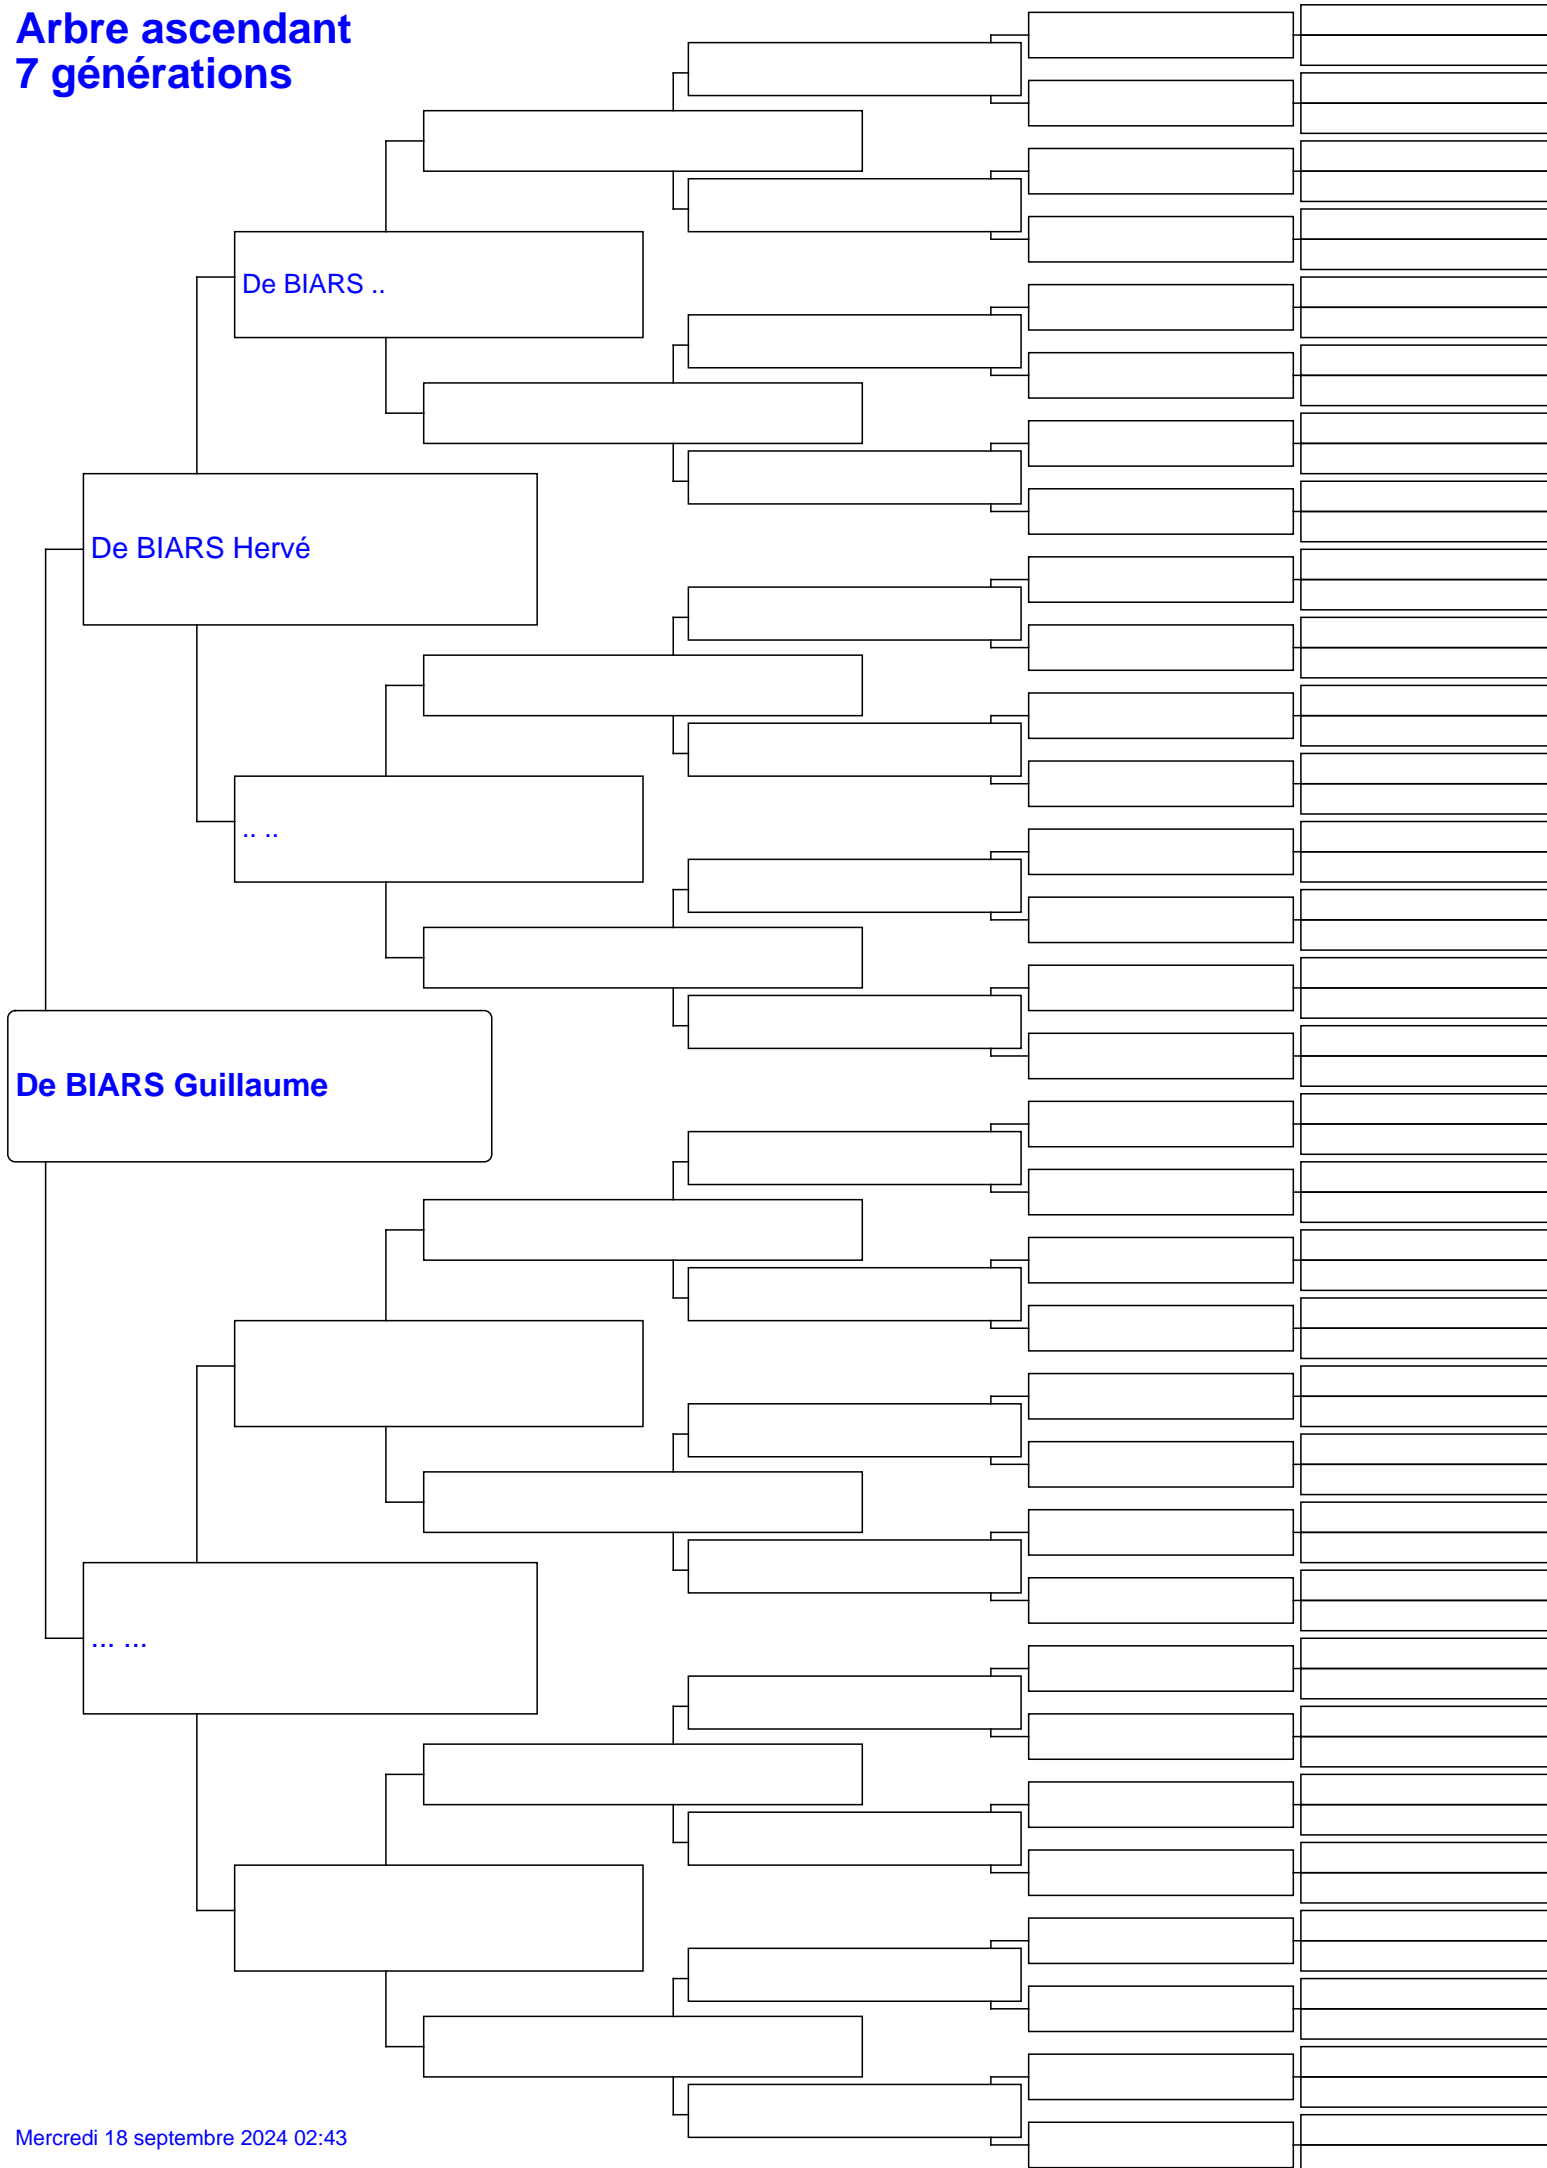 Arbre ascendant
7 générations
De BIARS ..
De BIARS Hervé
.. ..
De BIARS Guillaume
... ...
Mercredi 18 septembre 2024 02:43